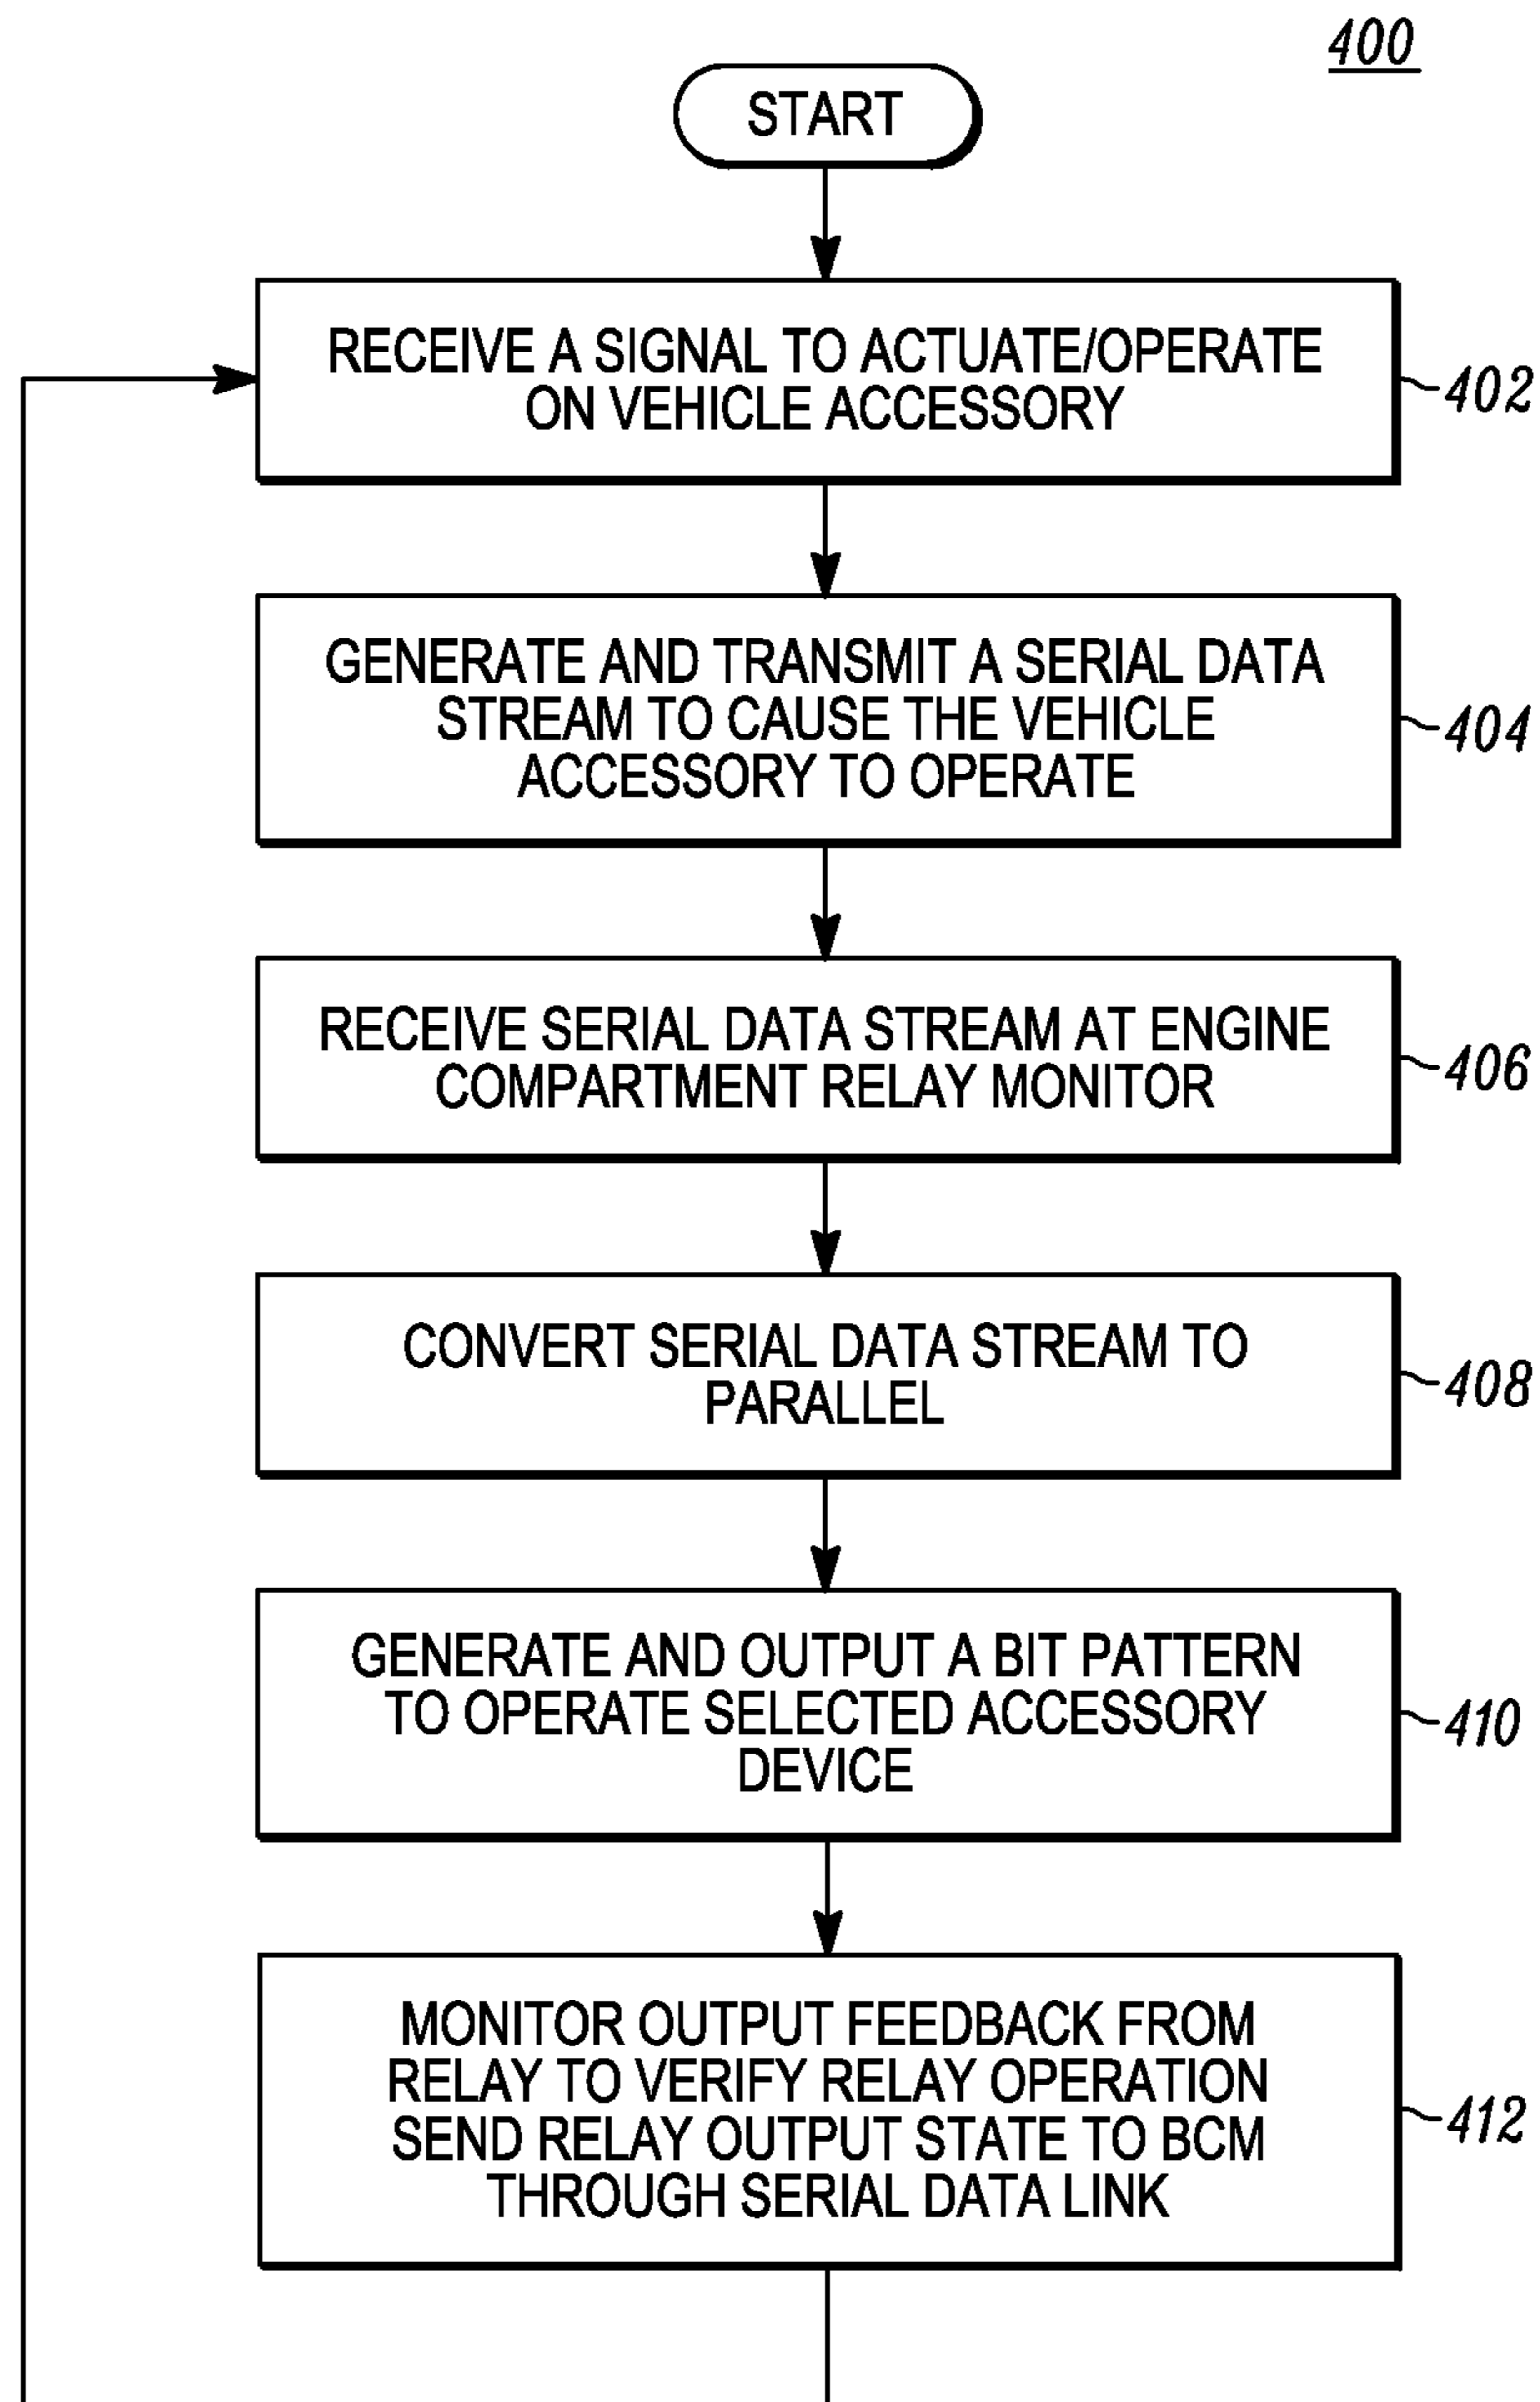 400
START
RECEIVE A SIGNAL TO ACTUATE/OPERATE
ON VEHICLE ACCESSORY
402
GENERATE AND TRANSMIT A SERIAL DATA
STREAM TO CAUSE THE VEHICLE
ACCESSORY TO OPERATE
404
RECEIVE SERIAL DATA STREAM AT ENGINE
COMPARTMENT RELAY MONITOR
406
CONVERT SERIAL DATA STREAM TO
PARALLEL
408
GENERATE AND OUTPUT A BIT PATTERN
TO OPERATE SELECTED ACCESSORY
DEVICE
410
MONITOR OUTPUT FEEDBACK FROM
RELAY TO VERIFY RELAY OPERATION
SEND RELAY OUTPUT STATE TO BCM
THROUGH SERIAL DATA LINK
412